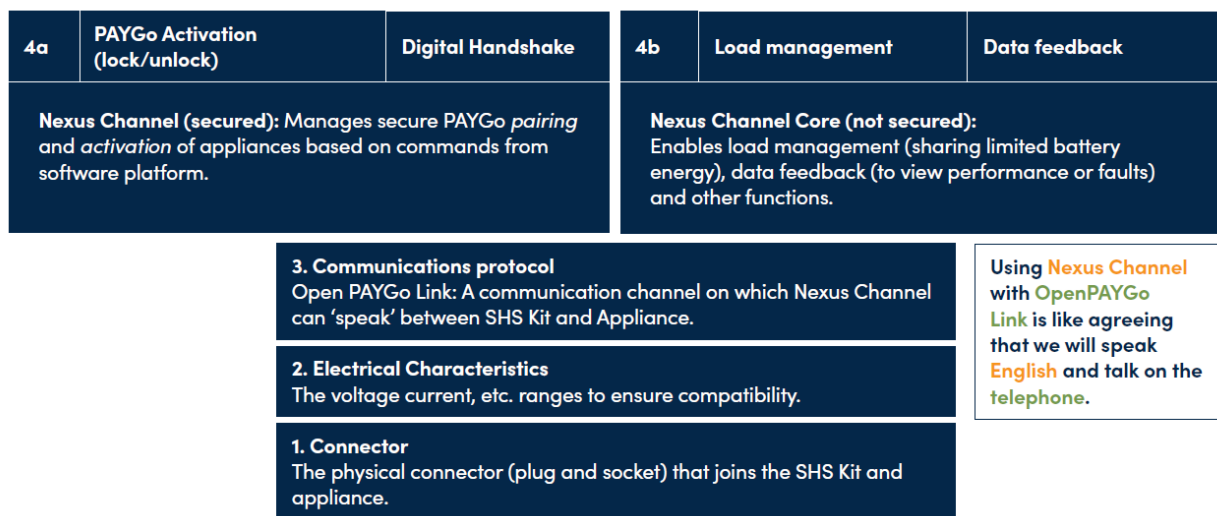 4a
PAYGo Activation
(lock/unlock)
Digital Handshake
Nexus Channel (secured): Manages secure PAYGo pairing
and activation of appliances based on commands from
software platform.
4b
Load management
Data feedback
Nexus Channel Core (not secured):
Enables load management (sharing limited battery
energy), data feedback (to view performance or faults)
and other functions.
3. Communications protocol
Open PAYGo Link: A communication channel on which Nexus Channel
can ‘speak’ between SHS Kit and Appliance.
2. Electrical Characteristics
The voltage current, etc. ranges to ensure compatibility.
1. Connector
The physical connector (plug and socket) that joins the SHS Kit and
appliance.
Using Nexus Channel
with OpenPAYGo
Link is like agreeing
that we will speak
English and talk on the
telephone.